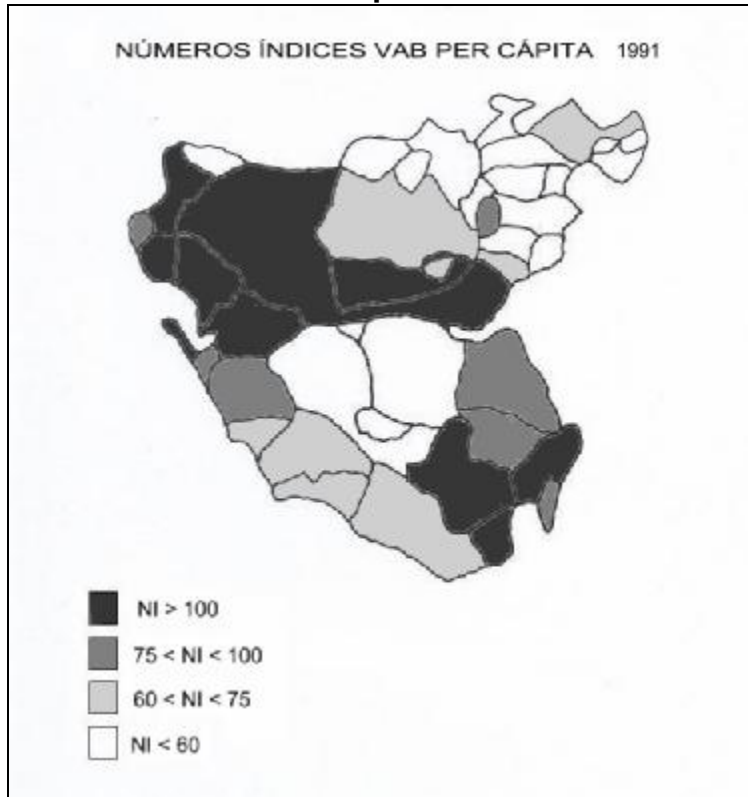 NÚMEROS ÍNDICES VAB PER CÁPITA 1991
NI > 100
75 < NI < 100
60 < NI < 75
NI < 60